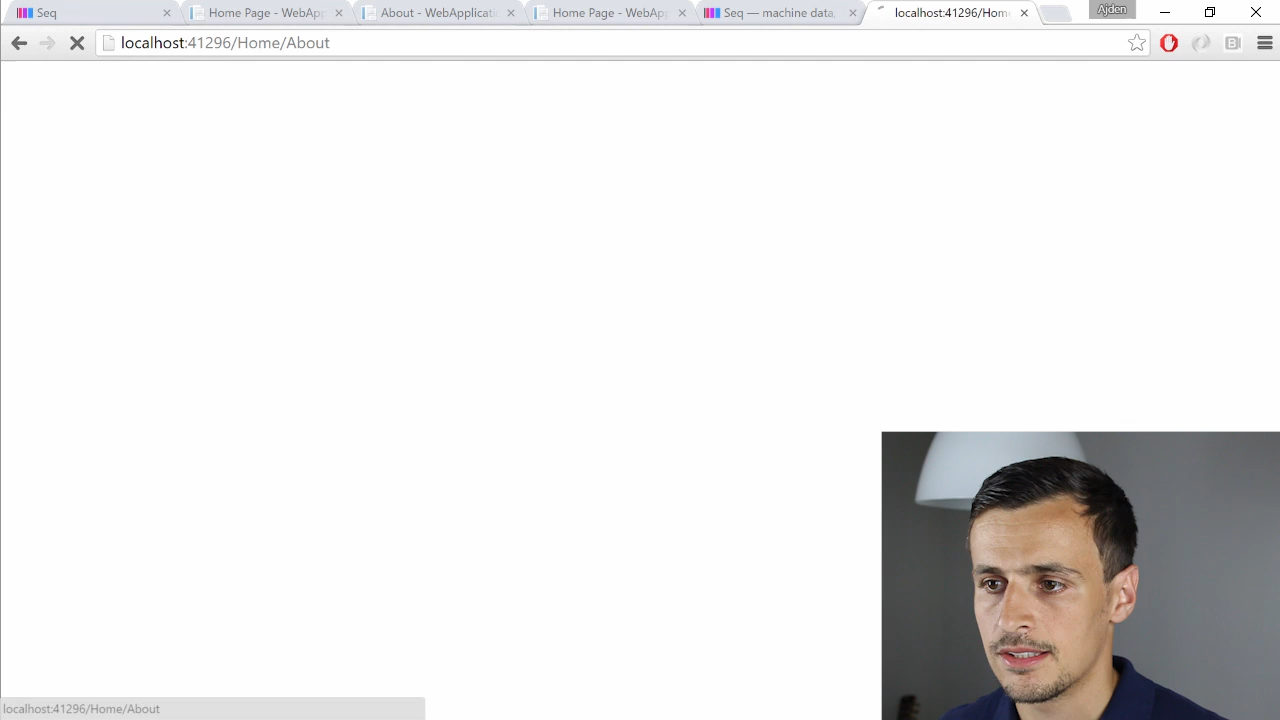 Seq
Home Page - WebApp
About - WebApplicati
Home Page - WebApp
Seq — machine data,
localhost:41296/Hom
Ajden
localhost:41296/Home/About
localhost:41296/Home/About